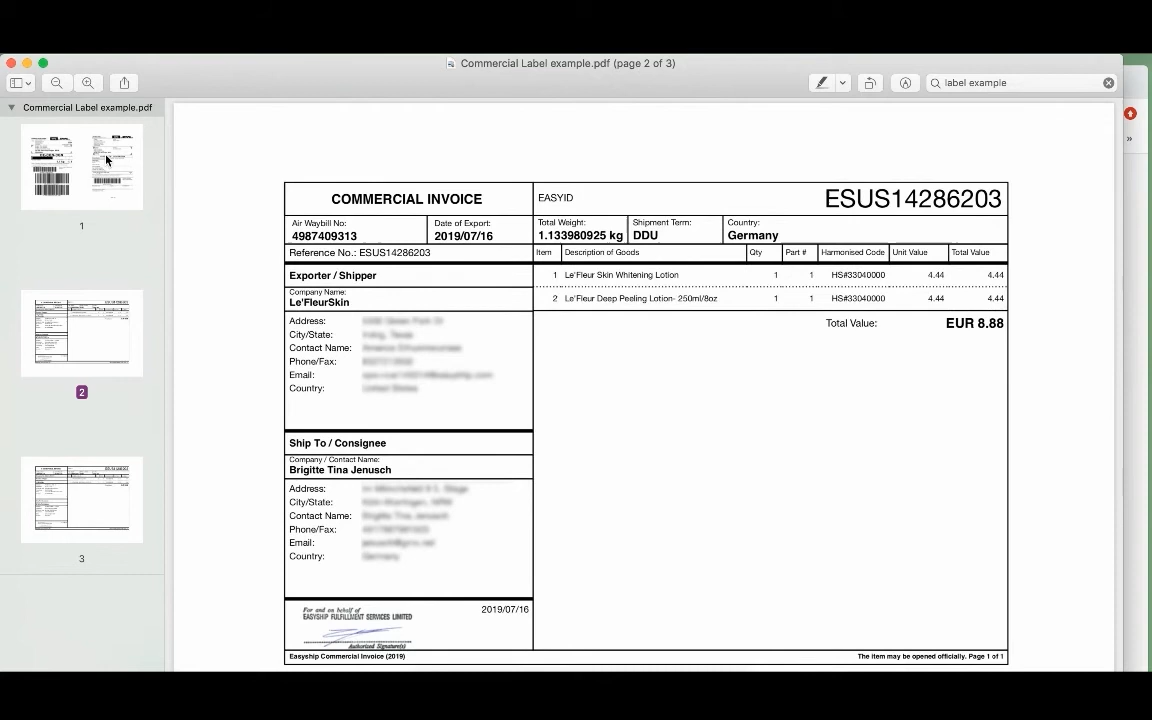 Commercial Label example.pdf (page 2 of 3)
label example
Commercial Label example.pdf
1
2
3
COMMERCIAL INVOICE
EASYID
ESUS14286203
Air Waybill No:
4987409313
Date of Export:
2019/07/16
Total Weight:
1.133980925 kg
Shipment Term:
DDU
Country:
Germany
Reference No.: ESUS14286203
Item Description of Goods Qty Part # Harmonised Code Unit Value Total Value
1 Le'Fleur Skin Whitening Lotion 1 1 HS#33040000 4.44 4.44
2 Le'Fleur Deep Peeling Lotion- 250ml/8oz 1 1 HS#33040000 4.44 4.44
Total Value: EUR 8.88
Exporter / Shipper
Company Name:
Le'FleurSkin
Address:
City/State:
Contact Name:
Phone/Fax:
Email:
Country:
Ship To / Consignee
Company / Contact Name:
Brigitte Tina Jenusch
Address:
City/State:
Contact Name:
Phone/Fax:
Email:
Country:
For and on behalf of
EASYSHIP FULFILLMENT SERVICES LIMITED
2019/07/16
Authorized Signature(s)
Easyship Commercial Invoice (2019)
The item may be opened officially. Page 1 of 1